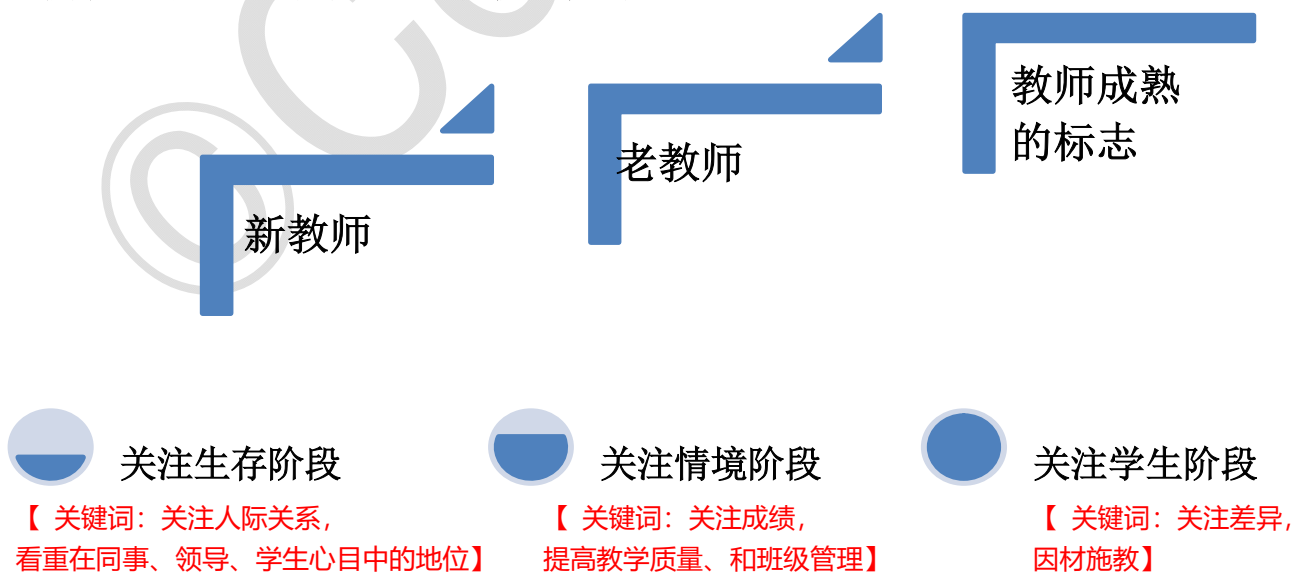 教师成熟
的标志
老教师
新教师
关注生存阶段
【 关键词：关注人际关系，
看重在同事、领导、学生心目中的地位】
关注情境阶段
【 关键词：关注成绩，
提高教学质量、和班级管理】
关注学生阶段
【 关键词：关注差异，
因材施教】